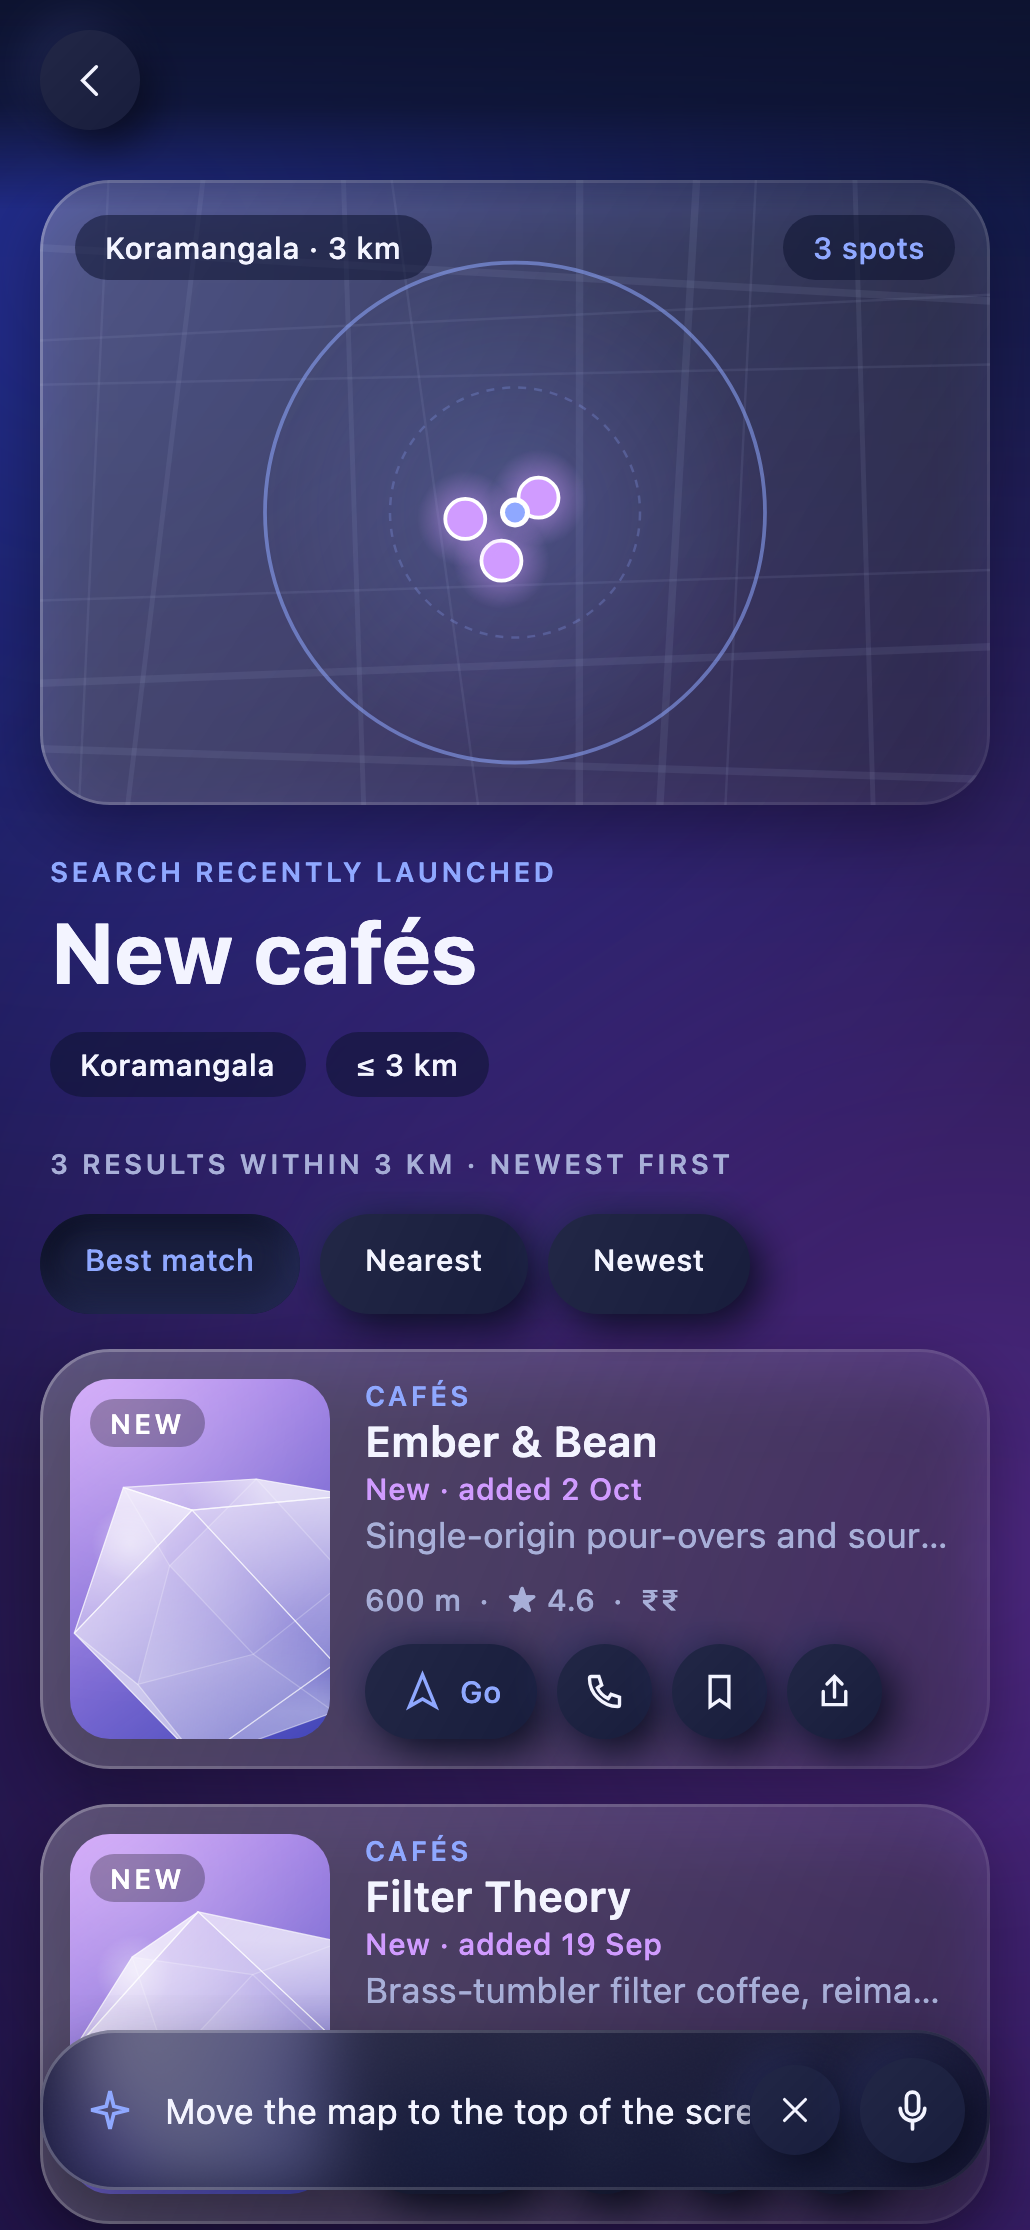 Koramangala · 3 km
3 spots
SEARCH RECENTLY LAUNCHED
New cafés
Koramangala
≤ 3 km
3 RESULTS WITHIN 3 KM · NEWEST FIRST
Best match
Nearest
Newest
NEW
CAFÉS
Ember & Bean
New · added 2 Oct
Single-origin pour-overs and sour...
600 m · ★ 4.6 · ₹₹
Go
NEW
CAFÉS
Filter Theory
New · added 19 Sep
Brass-tumbler filter coffee, reima...
Move the map to the top of the scre